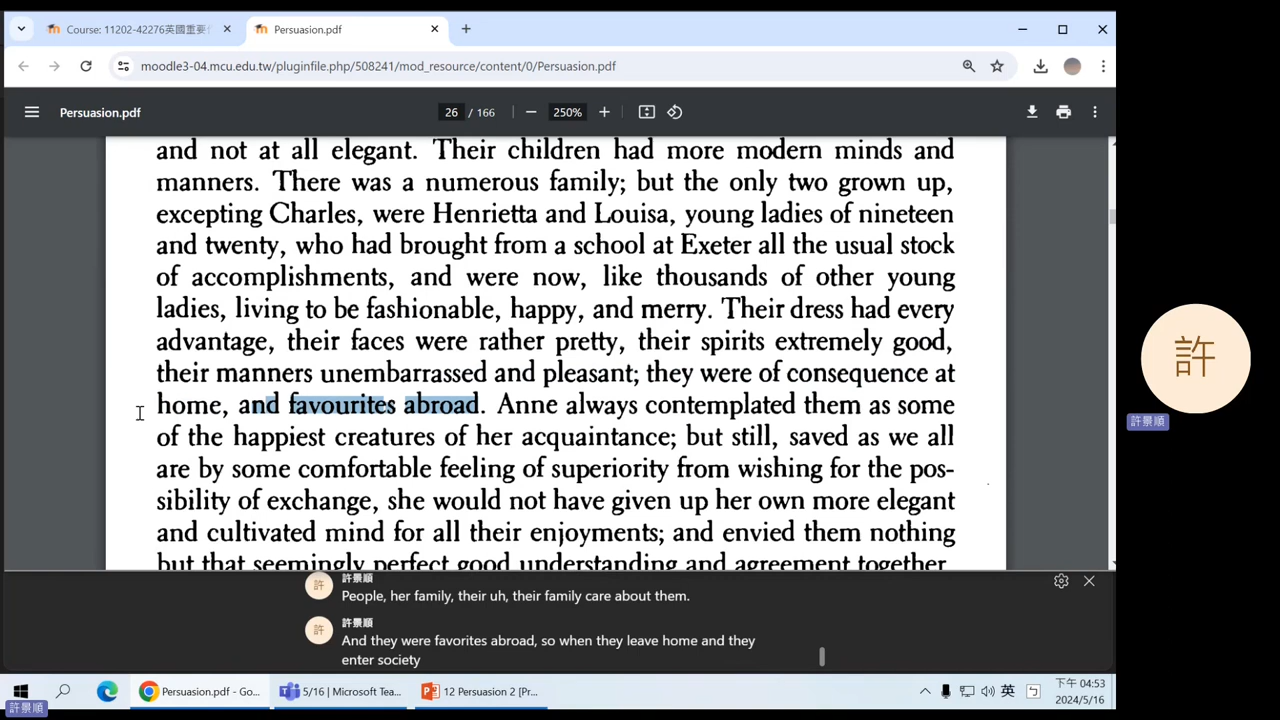 Course: 11202-42276英國重要作
Persuasion.pdf
moodle3-04.mcu.edu.tw/pluginfile.php/508241/mod_resource/content/0/Persuasion.pdf
Persuasion.pdf
26 / 166
250%
and not at all elegant. Their children had more modern minds and
manners. There was a numerous family; but the only two grown up,
excepting Charles, were Henrietta and Louisa, young ladies of nineteen
and twenty, who had brought from a school at Exeter all the usual stock
of accomplishments, and were now, like thousands of other young
ladies, living to be fashionable, happy, and merry. Their dress had every
advantage, their faces were rather pretty, their spirits extremely good,
their manners unembarrassed and pleasant; they were of consequence at
home, and favourites abroad. Anne always contemplated them as some
of the happiest creatures of her acquaintance; but still, saved as we all
are by some comfortable feeling of superiority from wishing for the pos-
sibility of exchange, she would not have given up her own more elegant
and cultivated mind for all their enjoyments; and envied them nothing
but that seemingly perfect good understanding and agreement together,
許
許景順
許景順
許
People, her family, their uh, their family care about them.
許景順
許
And they were favorites abroad, so when they leave home and they
enter society
Persuasion.pdf - Go...
5/16 | Microsoft Tea...
12 Persuasion 2 [Pr...
英
下午 04:53
2024/5/16
許景順